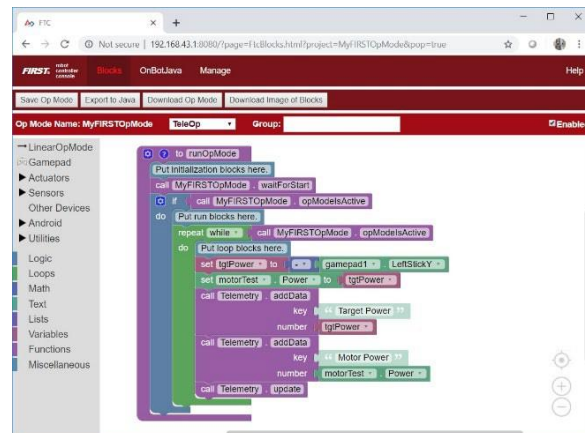 FTC
Not secure | 192.168.43.1:8080/?page=FtcBlocks.html?project=MyFIRSTOpMode&pop=true
FIRST. robot controller console Blocks OnBotJava Manage Help
Save Op Mode Export to Java Download Op Mode Download Image of Blocks
Op Mode Name: MyFIRSTOpMode TeleOp Group: Enable
LinearOpMode
Gamepad
Actuators
Sensors
Other Devices
Android
Utilities
Logic
Loops
Math
Text
Lists
Variables
Functions
Miscellaneous
to runOpMode
Put initialization blocks here.
call MyFIRSTOpMode . waitForStart
if call MyFIRSTOpMode . opModeIsActive
do Put run blocks here.
repeat while call MyFIRSTOpMode . opModeIsActive
do Put loop blocks here.
set tgtPower to - gamepad1 . LeftStickY
set motorTest . Power to tgtPower
call Telemetry . addData
key “ Target Power ”
number tgtPower
call Telemetry . addData
key “ Motor Power ”
number motorTest . Power
call Telemetry . update